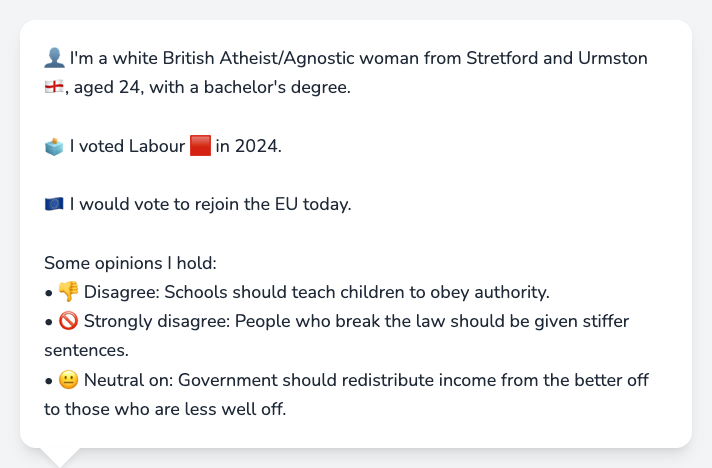 👤 I'm a white British Atheist/Agnostic woman from Stretford and Urmston
🏴󠁧󠁢󠁥󠁮󠁧󠁿, aged 24, with a bachelor's degree.
🗳️ I voted Labour 🟥 in 2024.
🇪🇺 I would vote to rejoin the EU today.
Some opinions I hold:
• 👎 Disagree: Schools should teach children to obey authority.
• 🚫 Strongly disagree: People who break the law should be given stiffer
sentences.
• 😐 Neutral on: Government should redistribute income from the better off
to those who are less well off.